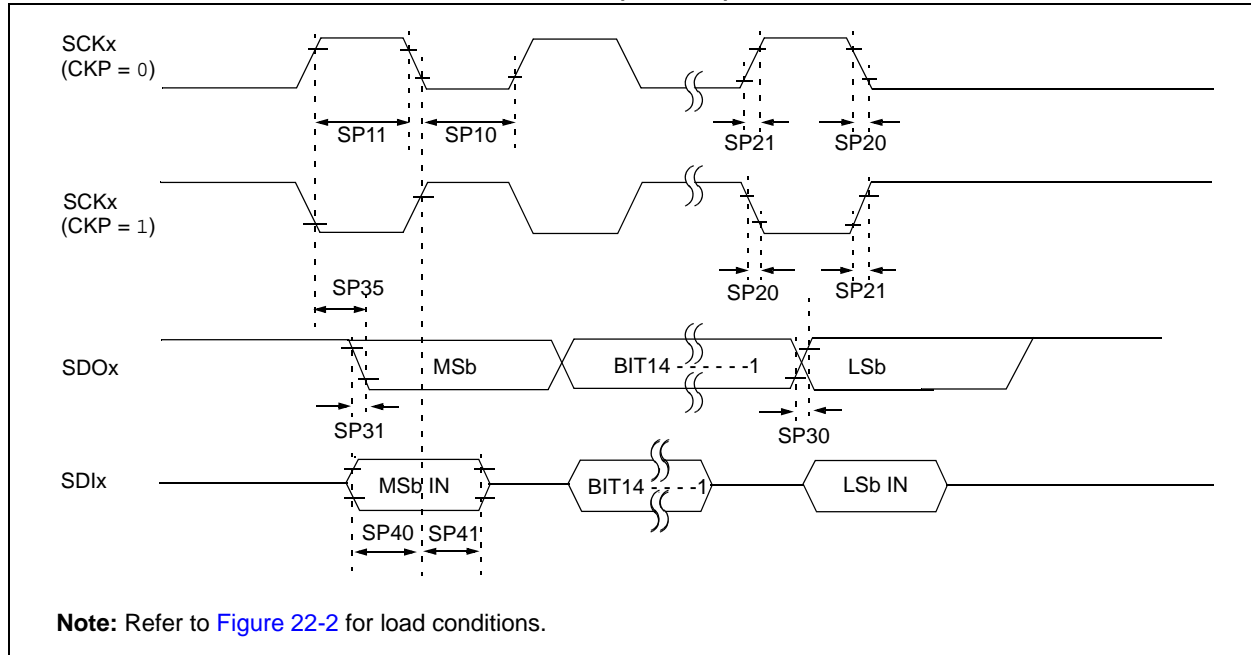 SCKx
(CKP = 0)
SP11
SP10
SP21
SP20
SCKx
(CKP = 1)
SP35
SP20
SP21
SDOx
MSb
BIT14 - - - - - -1
LSb
SP31
SP30
SDIx
MSb IN
BIT14 - - - -1
LSb IN
SP40
SP41
Note: Refer to Figure 22-2 for load conditions.